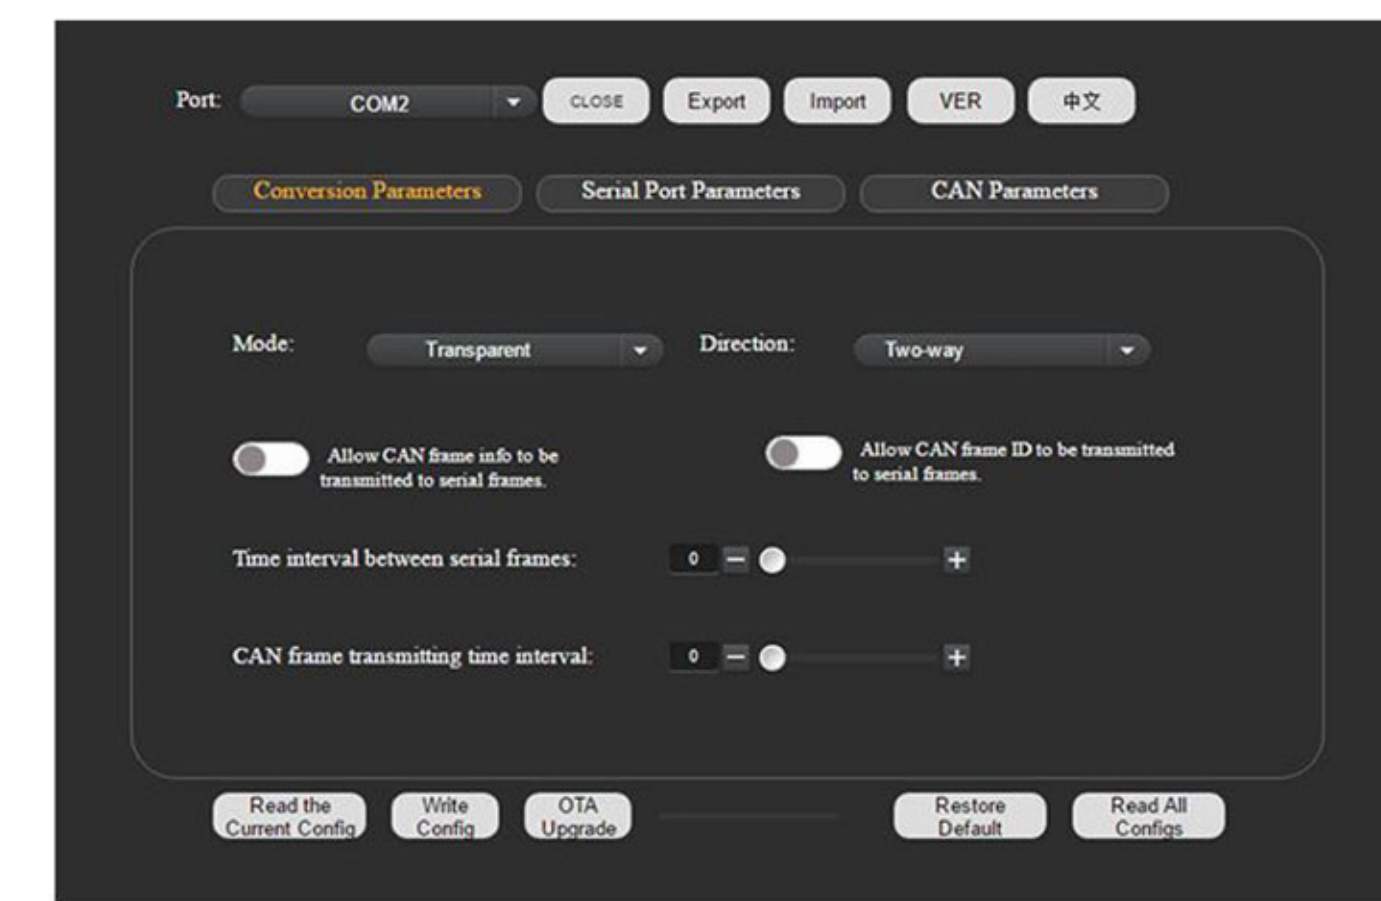 Port: COM2 CLOSE Export Import VER 中文
Conversion Parameters Serial Port Parameters CAN Parameters
Mode: Transparent Direction: Two-way
Allow CAN frame info to be
transmitted to serial frames.
Allow CAN frame ID to be transmitted
to serial frames.
Time interval between serial frames: 0 − +
CAN frame transmitting time interval: 0 − +
Read the
Current Config
Write
Config
OTA
Upgrade
Restore
Default
Read All
Configs